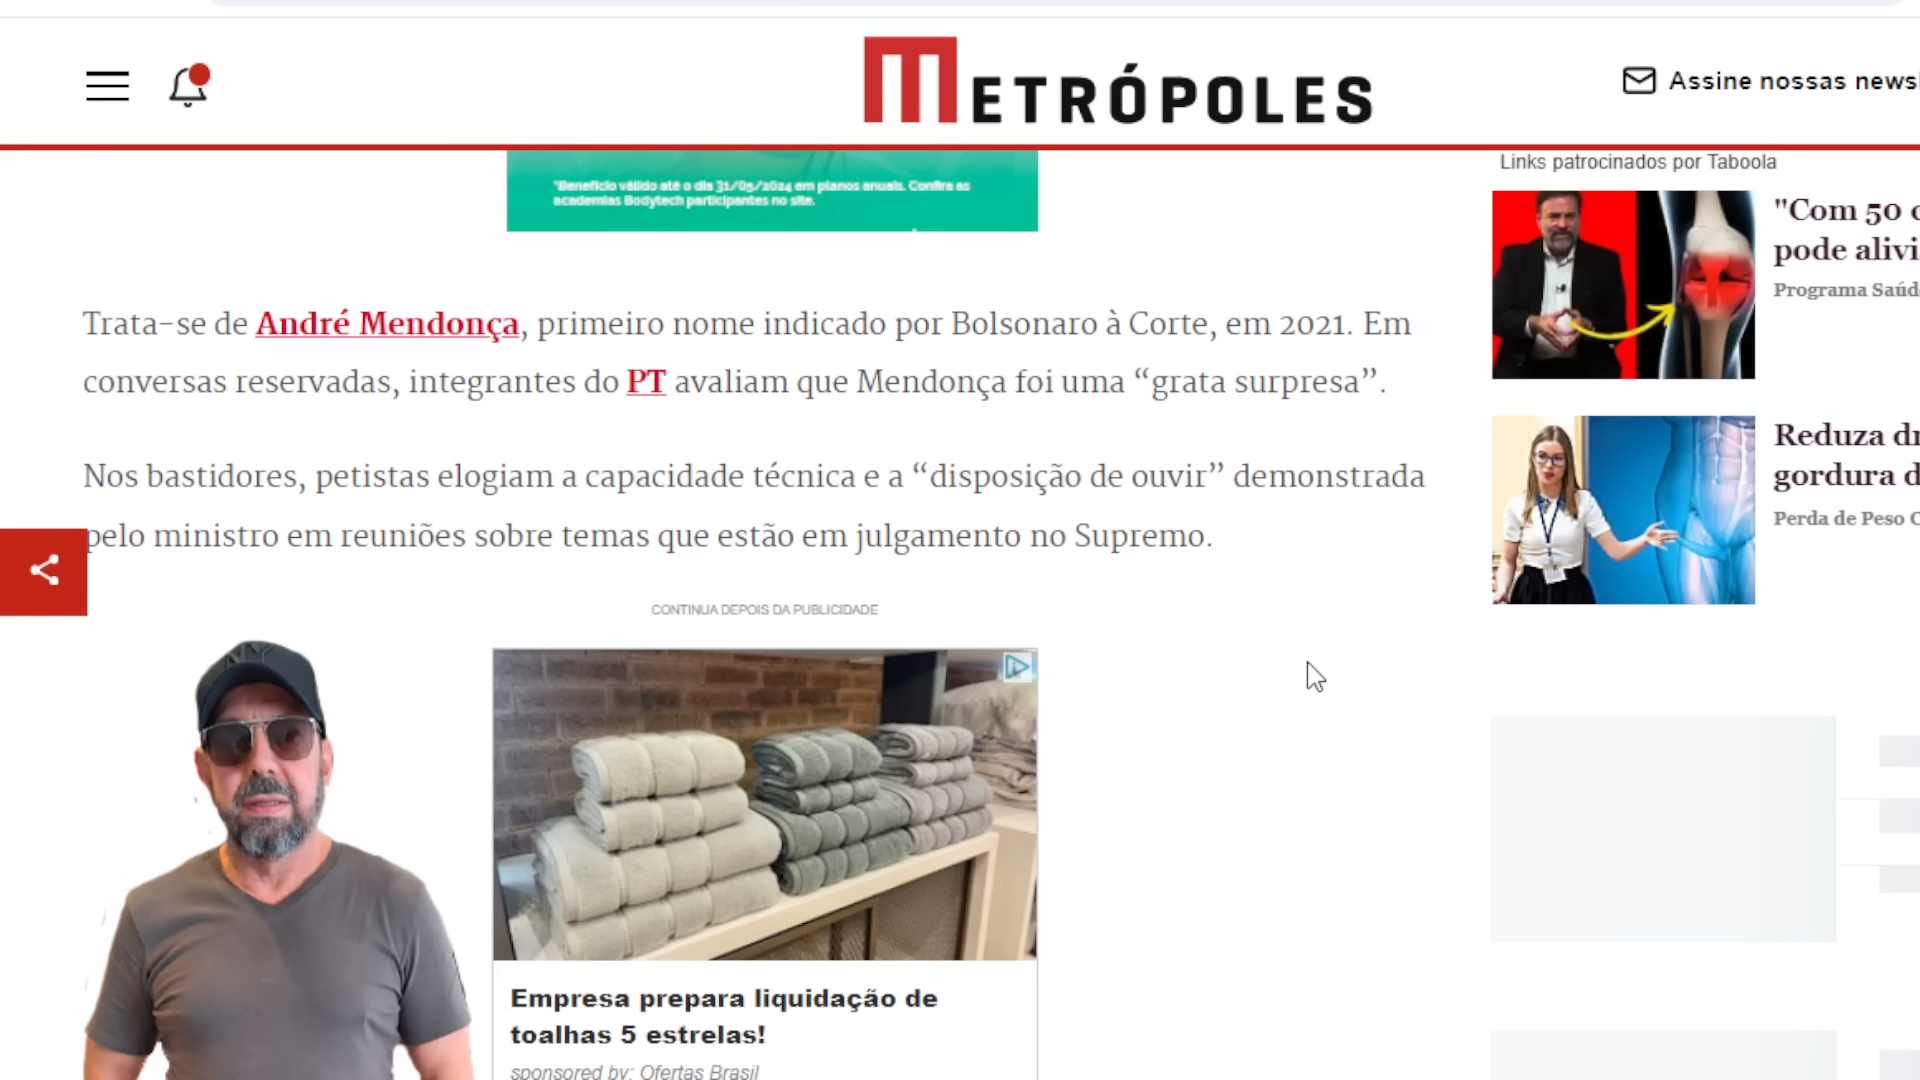 METRÓPOLES
Assine nossas news
*Benefício válido até o dia 31/05/2024 em planos anuais. Confira as
academias Bodytech participantes no site.
Links patrocinados por Taboola
"Com 50
pode
Programa
Trata-se de André Mendonça, primeiro nome indicado por Bolsonaro à Corte, em 2021. Em
conversas reservadas, integrantes do PT avaliam que Mendonça foi uma “grata surpresa”.
Reduza
gordura
Perda de Peso
Nos bastidores, petistas elogiam a capacidade técnica e a “disposição de ouvir” demonstrada
pelo ministro em reuniões sobre temas que estão em julgamento no Supremo.
CONTINUA DEPOIS DA PUBLICIDADE
NY
Empresa prepara liquidação de
toalhas 5 estrelas!
sponsored by: Ofertas Brasil